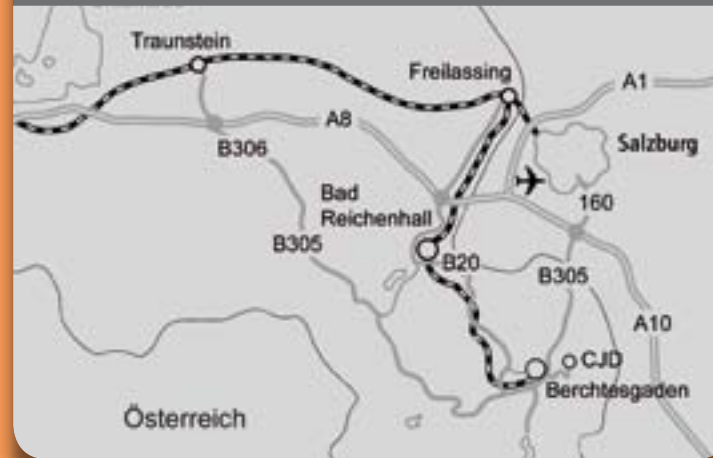 Traunstein
Freilassing
A1
A8
Salzburg
B306
Bad
Reichenhall
160
B305
B20
B305
A10
CJD
Berchtesgaden
Österreich